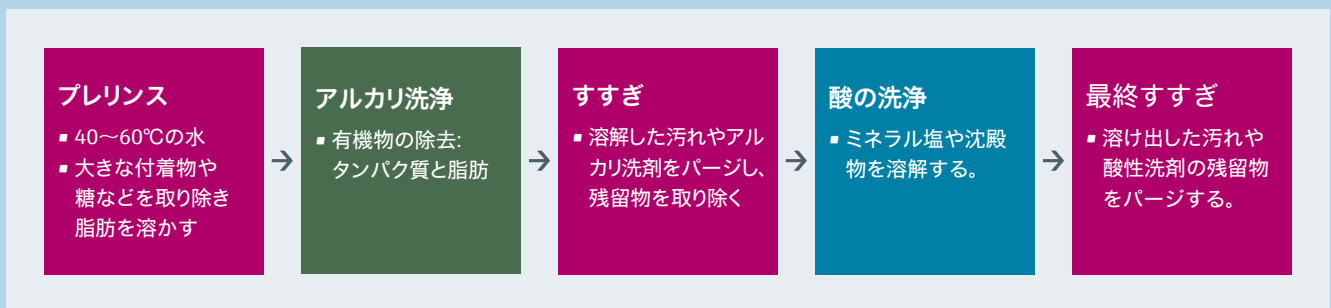 プレリンス
▪ 40～60℃の水
▪ 大きな付着物や
糖などを取り除き
脂肪を溶かす
→
アルカリ洗浄
▪ 有機物の除去:
タンパク質と脂肪
→
すすぎ
▪ 溶解した汚れやアル
カリ洗剤をパージし、
残留物を取り除く
→
酸の洗浄
▪ ミネラル塩や沈殿
物を溶解する。
→
最終すすぎ
▪ 溶け出した汚れや
酸性洗剤の残留物
をパージする。